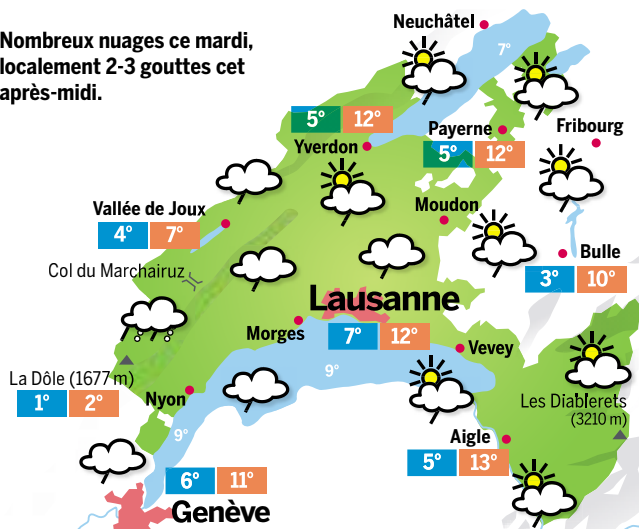 Nombreux nuages ce mardi,
localement 2-3 gouttes cet
après-midi.
Neuchâtel
7°
5° 12°
Yverdon
Payerne
5° 12°
Fribourg
Vallée de Joux
4° 7°
Moudon
Col du Marchairuz
Bulle
3° 10°
Lausanne
Morges
7° 12°
Vevey
9°
La Dôle (1677 m)
1° 2°
Nyon
Les Diablerets
(3210 m)
9°
Aigle
5° 13°
6° 11°
Genève